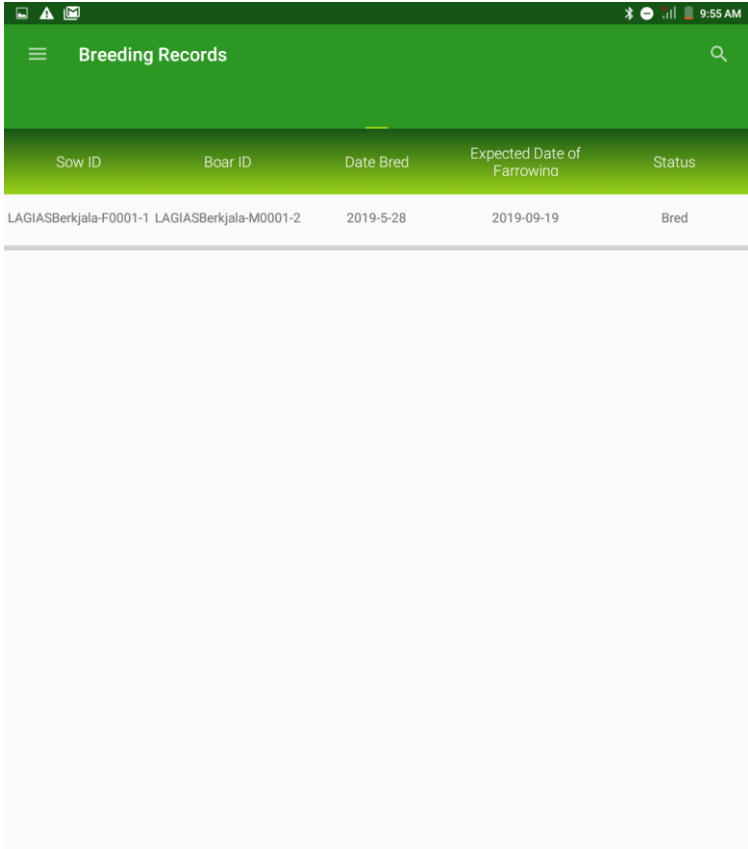 9:55 AM
Breeding Records
Sow ID Boar ID Date Bred Expected Date of Farrowing Status
LAGIASBerkjala-F0001-1 LAGIASBerkjala-M0001-2 2019-5-28 2019-09-19 Bred